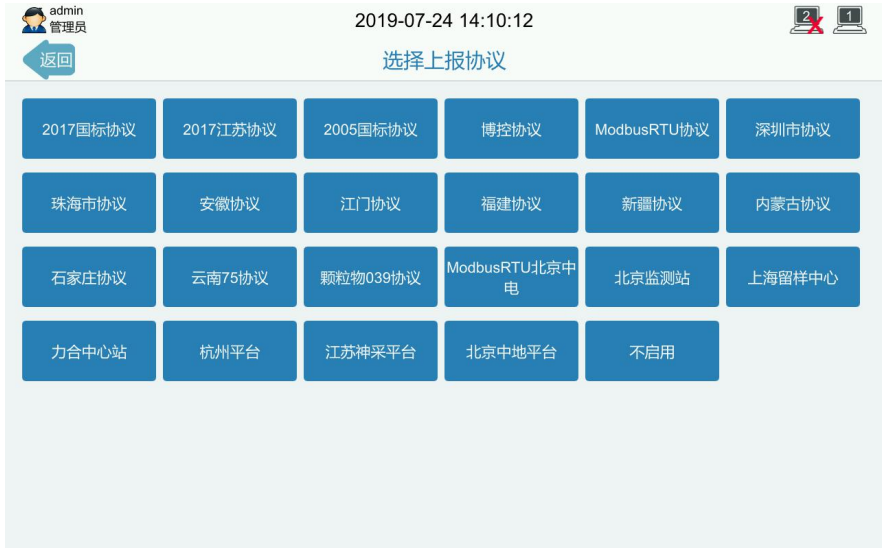 admin
管理员
2019-07-24 14:10:12
2
1
返回
选择上报协议
2017国标协议
2017江苏协议
2005国标协议
博控协议
ModbusRTU协议
深圳市协议
珠海市协议
安徽协议
江门协议
福建协议
新疆协议
内蒙古协议
石家庄协议
云南75协议
颗粒物039协议
ModbusRTU北京中
电
北京监测站
上海留样中心
力合中心站
杭州平台
江苏神采平台
北京中地平台
不启用